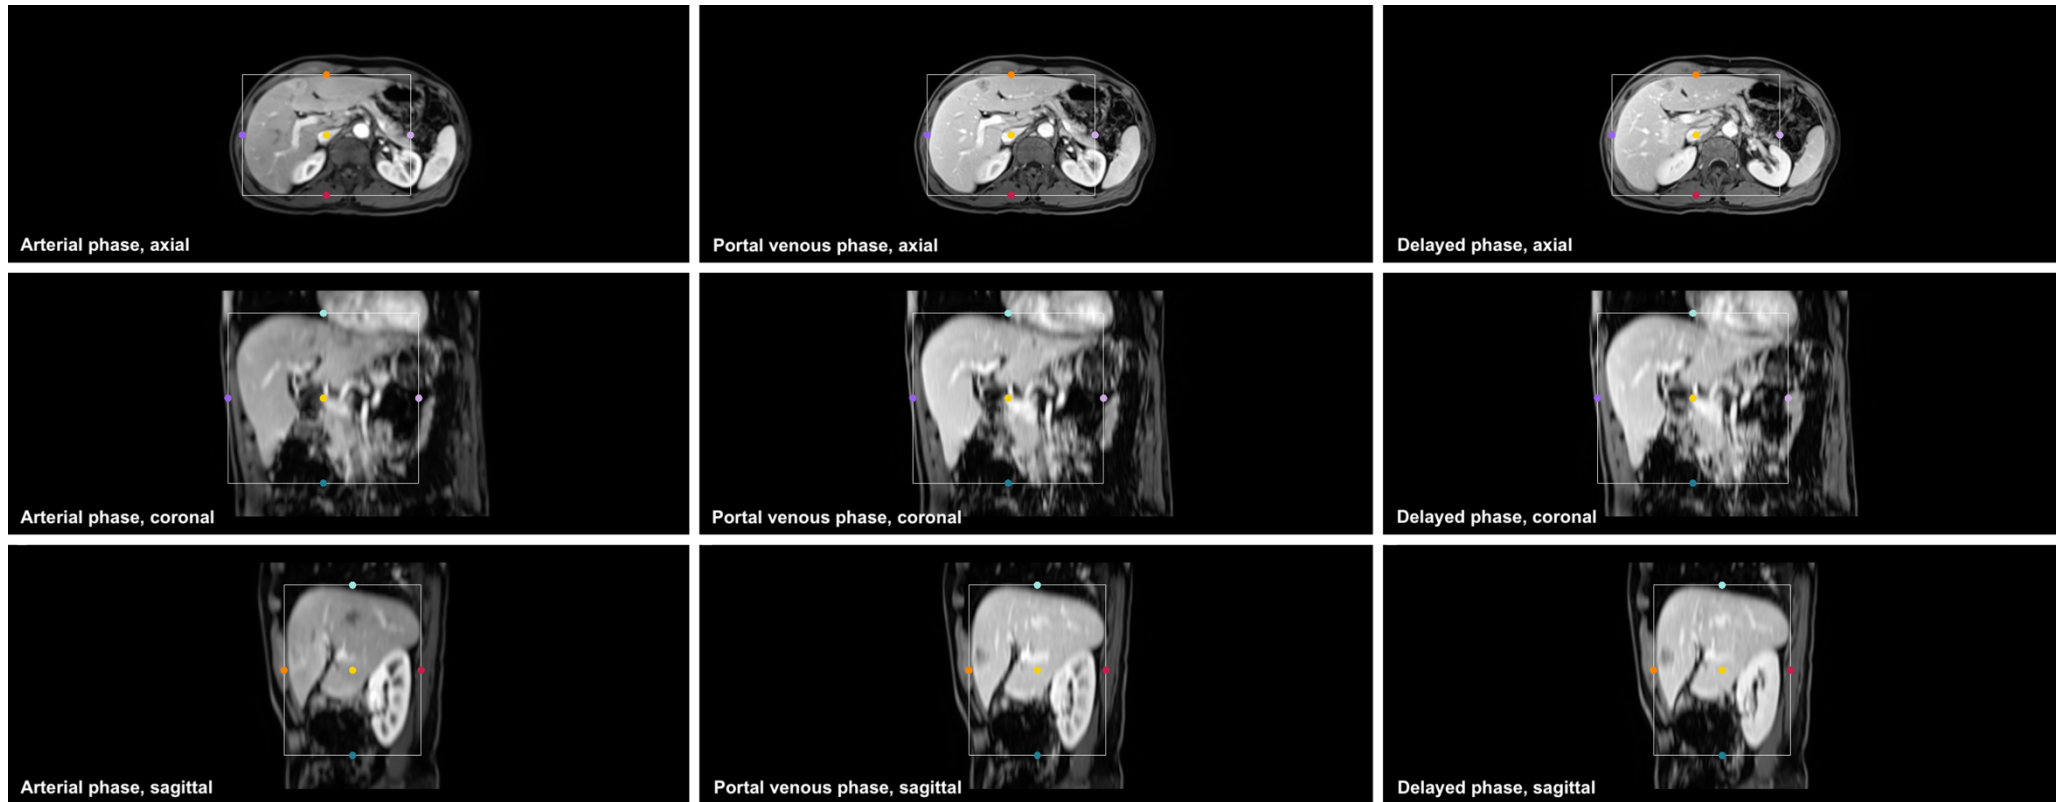 Arterial phase, axial
Portal venous phase, axial
Delayed phase, axial
Arterial phase, coronal
Portal venous phase, coronal
Delayed phase, coronal
Arterial phase, sagittal
Portal venous phase, sagittal
Delayed phase, sagittal